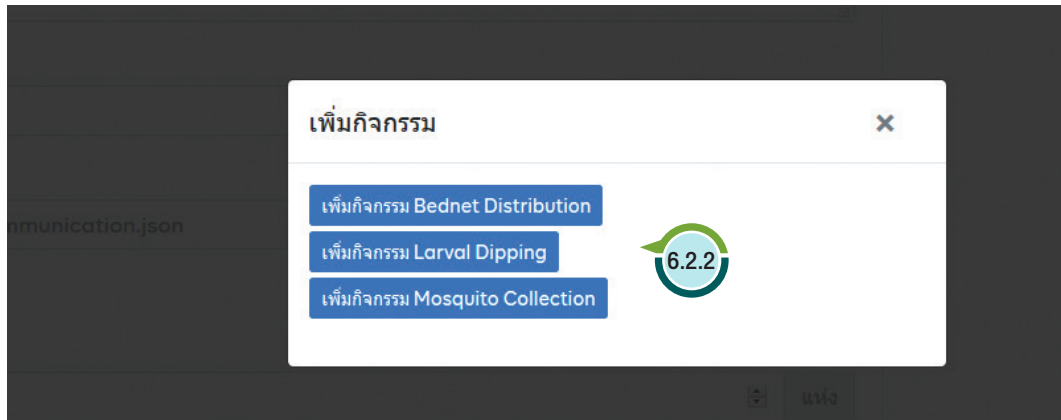 เพิ่มกิจกรรม ×
เพิ่มกิจกรรม Bednet Distribution
เพิ่มกิจกรรม Larval Dipping
6.2.2
เพิ่มกิจกรรม Mosquito Collection
mmunication.json
แห่ง